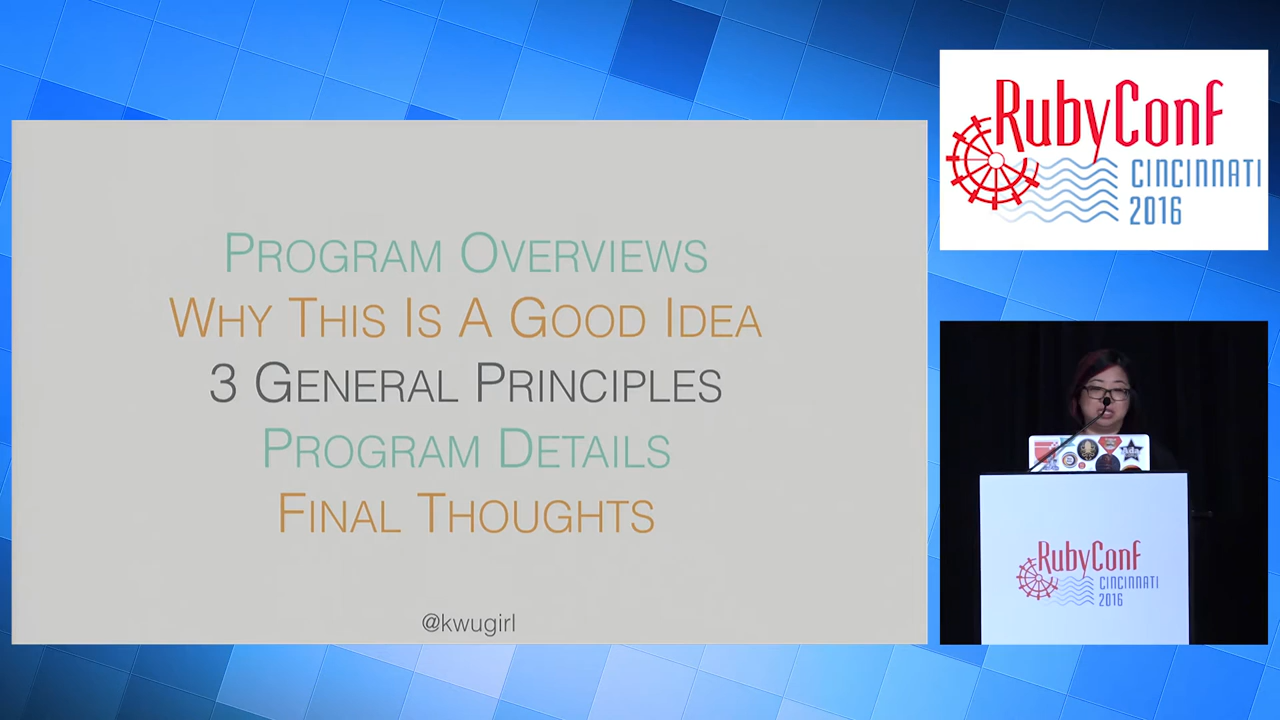 Program Overviews
Why This Is A Good Idea
3 General Principles
Program Details
Final Thoughts
@kwugirl
RubyConf
CINCINNATI
2016
Ada
RubyConf
CINCINNATI
2016